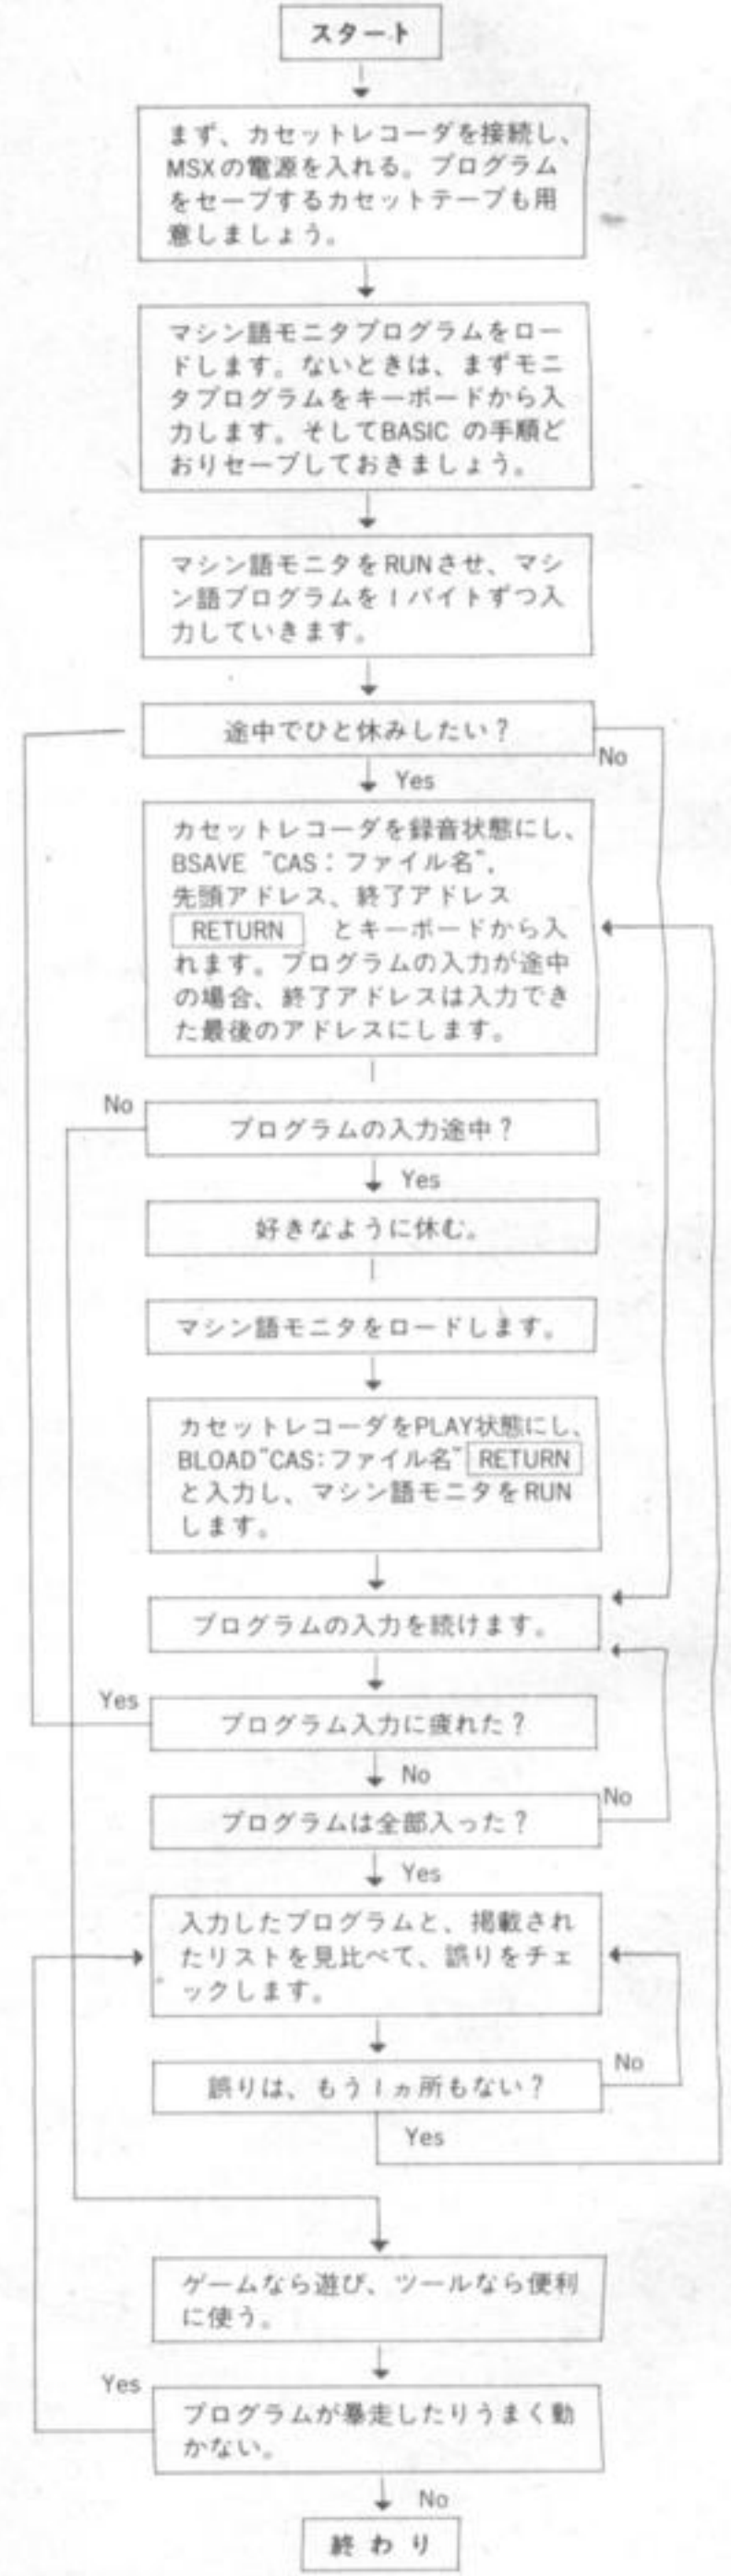 スタート
まず、カセットレコーダを接続し、
MSXの電源を入れる。プログラム
をセーブするカセットテープも用
意しましょう。
マシン語モニタプログラムをロー
ドします。ないときは、まずモニ
タプログラムをキーボードから入
力します。そしてBASIC の手順ど
おりセーブしておきましょう。
マシン語モニタをRUNさせ、マシ
ン語プログラムを1バイトずつ入
力していきます。
途中でひと休みしたい?
No
Yes
カセットレコーダを録音状態にし、
BSAVE "CAS:ファイル名",
先頭アドレス、終了アドレス
RETURN とキーボードから入
れます。プログラムの入力が途中
の場合、終了アドレスは入力でき
た最後のアドレスにします。
No
プログラムの入力途中?
Yes
好きなように休む。
マシン語モニタをロードします。
カセットレコーダをPLAY状態にし、
BLOAD"CAS:ファイル名" RETURN
と入力し、マシン語モニタをRUN
します。
プログラムの入力を続けます。
Yes
プログラム入力に疲れた?
No
No
プログラムは全部入った?
Yes
入力したプログラムと、掲載され
たリストを見比べて、誤りをチェ
ックします。
No
誤りは、もう1ヵ所もない?
Yes
ゲームなら遊び、ツールなら便利
に使う。
Yes
プログラムが暴走したりうまく動
かない。
No
終わり